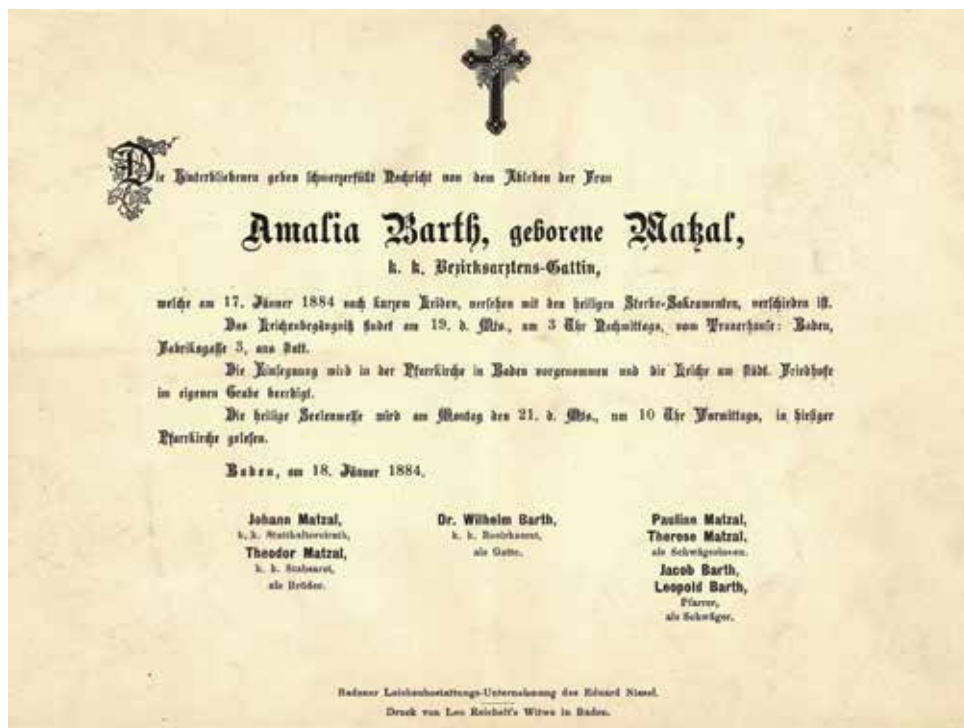 Die Hinterbliebenen geben schmerzerfüllt Nachricht von dem Ableben der Frau
Amalia Barth, geborene Matzal,
k. k. Bezirksarztens-Gattin,
welche am 17. Jänner 1884 nach kurzem Leiden, versehen mit den heiligen Sterbe-Sakramenten, verschieden ist.
Das Leichenbegängniß findet am 19. d. Mts., um 3 Uhr Nachmittags, vom Trauerhause: Baden,
Fabriksgasse 3, aus statt.
Die Einsegnung wird in der Pfarrkirche in Baden vorgenommen und die Leiche am städt. Friedhofe
im eigenen Grabe beerdigt.
Die heilige Seelenmesse wird am Montag den 21. d. Mts., um 10 Uhr Vormittags, in hiesiger
Pfarrkirche gelesen.
Baden, am 18. Jänner 1884.
Johann Matzal,
k. k. Statthaltereirath,
Theodor Matzal,
k. k. Stabsarzt,
als Brüder.
Dr. Wilhelm Barth,
k. k. Bezirksarzt,
als Gatte.
Pauline Matzal,
Therese Matzal,
als Schwägerinnen.
Jacob Barth,
Leopold Barth,
Pfarrer,
als Schwäger.
Badener Leichenbestattungs-Unternehmung des Eduard Niesel.
Druck von Leo Reichelt's Witwe in Baden.